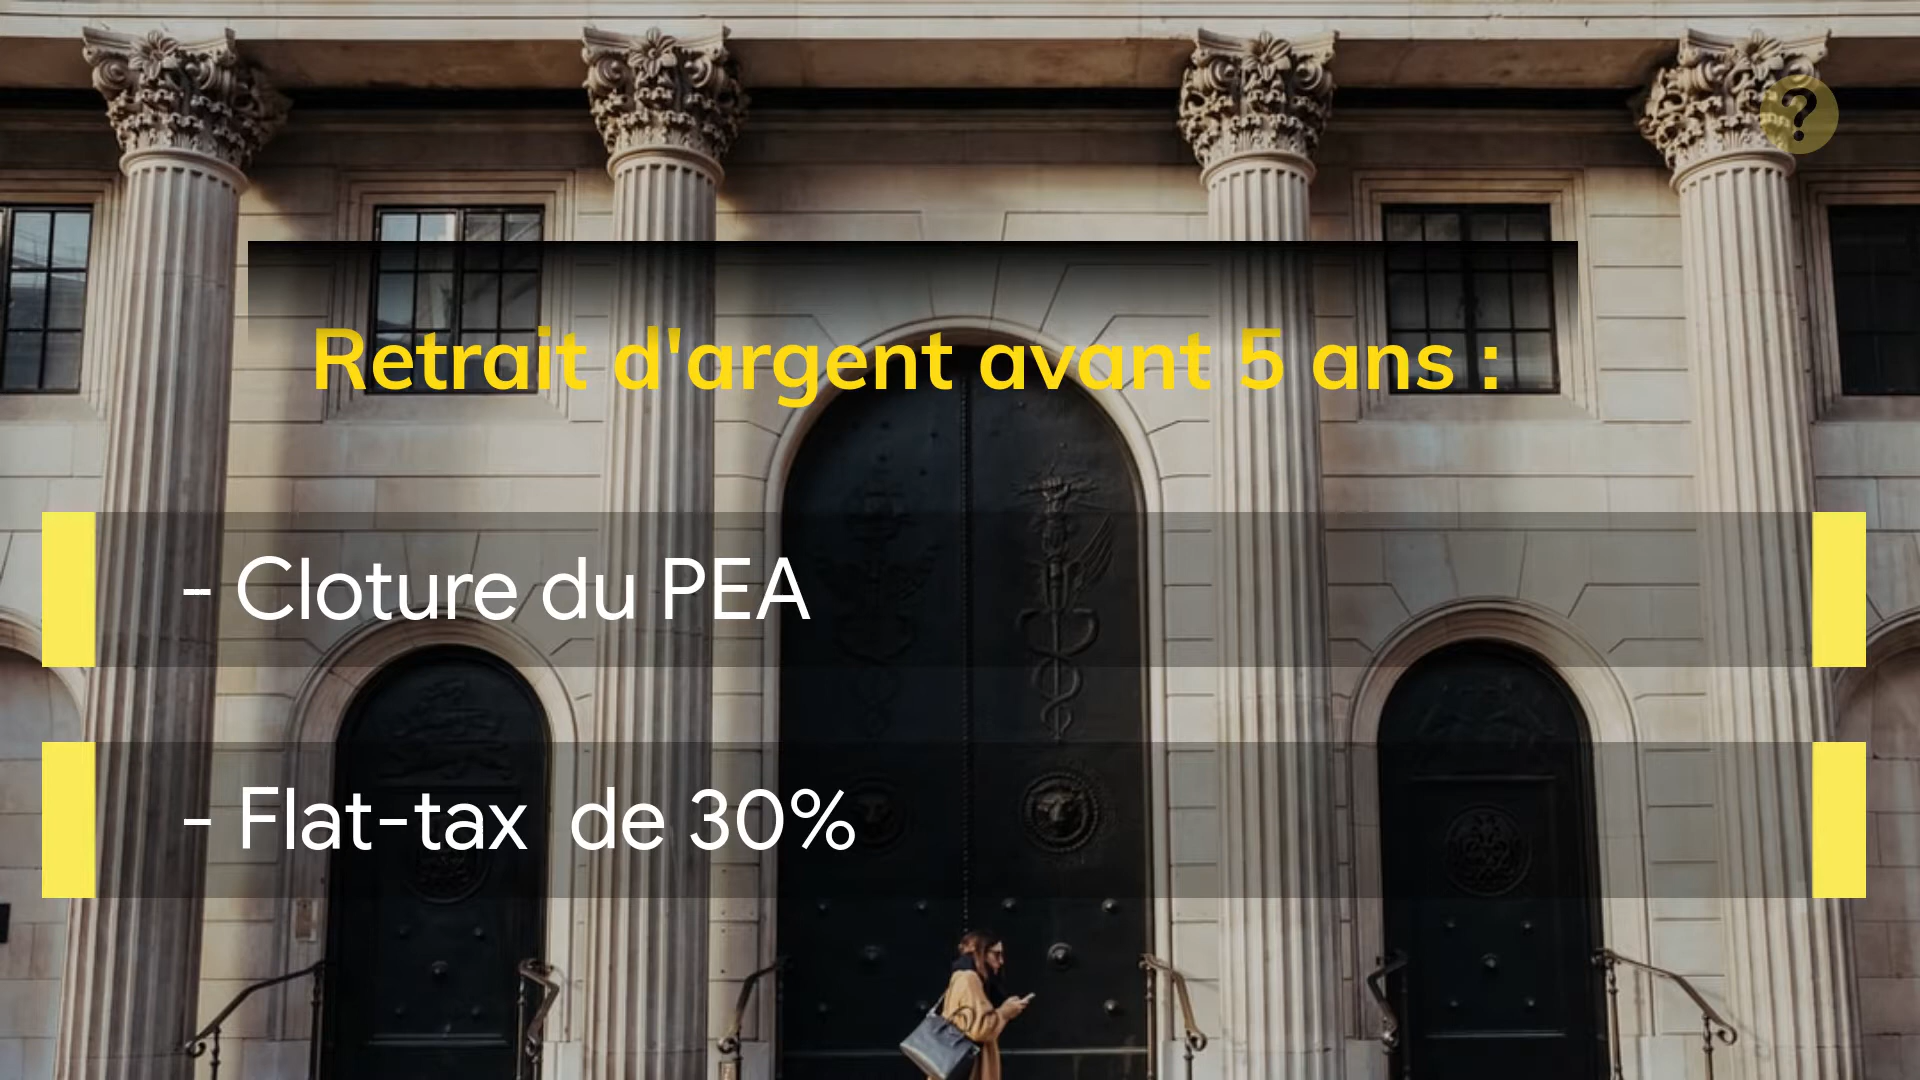 ?
Retrait d'argent avant 5 ans :
- Cloture du PEA
- Flat-tax  de 30%